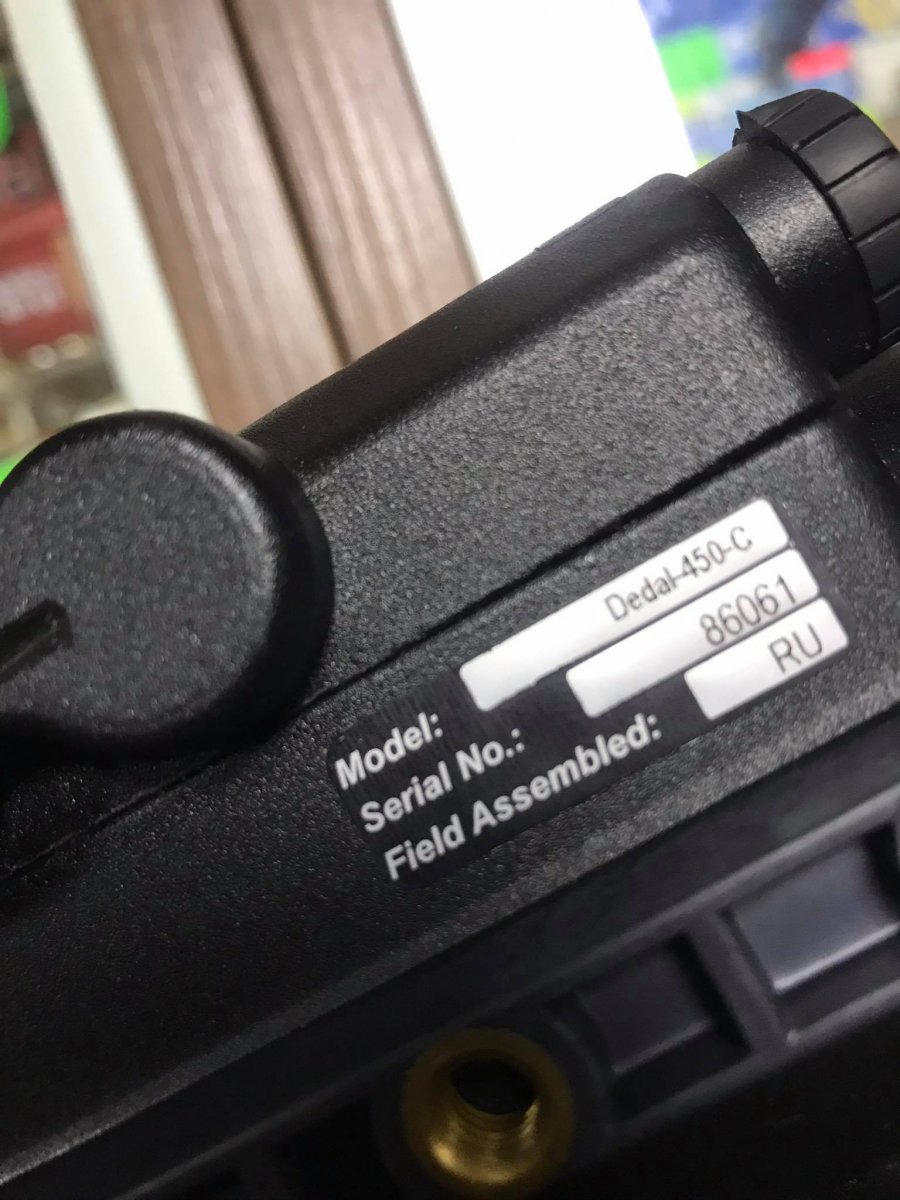 Model: Dedal-450-C
Serial No.: 86061
Field Assembled: RU